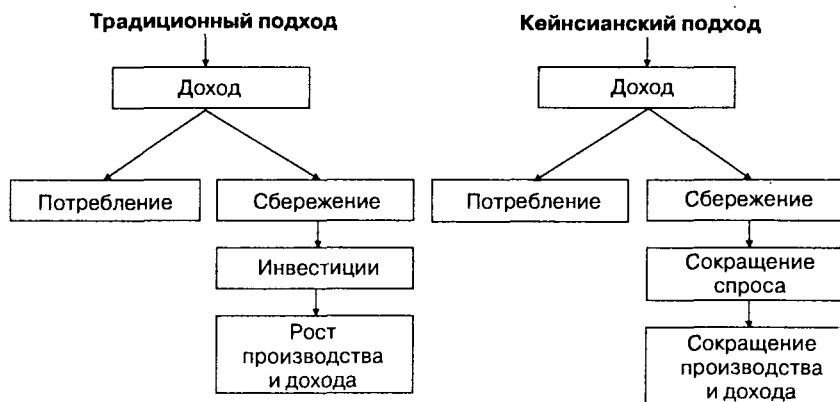 Традиционный подход
Доход
Потребление
Сбережение
Инвестиции
Рост
производства
и дохода
Кейнсианский подход
Доход
Потребление
Сбережение
Сокращение
спроса
Сокращение
производства
и дохода